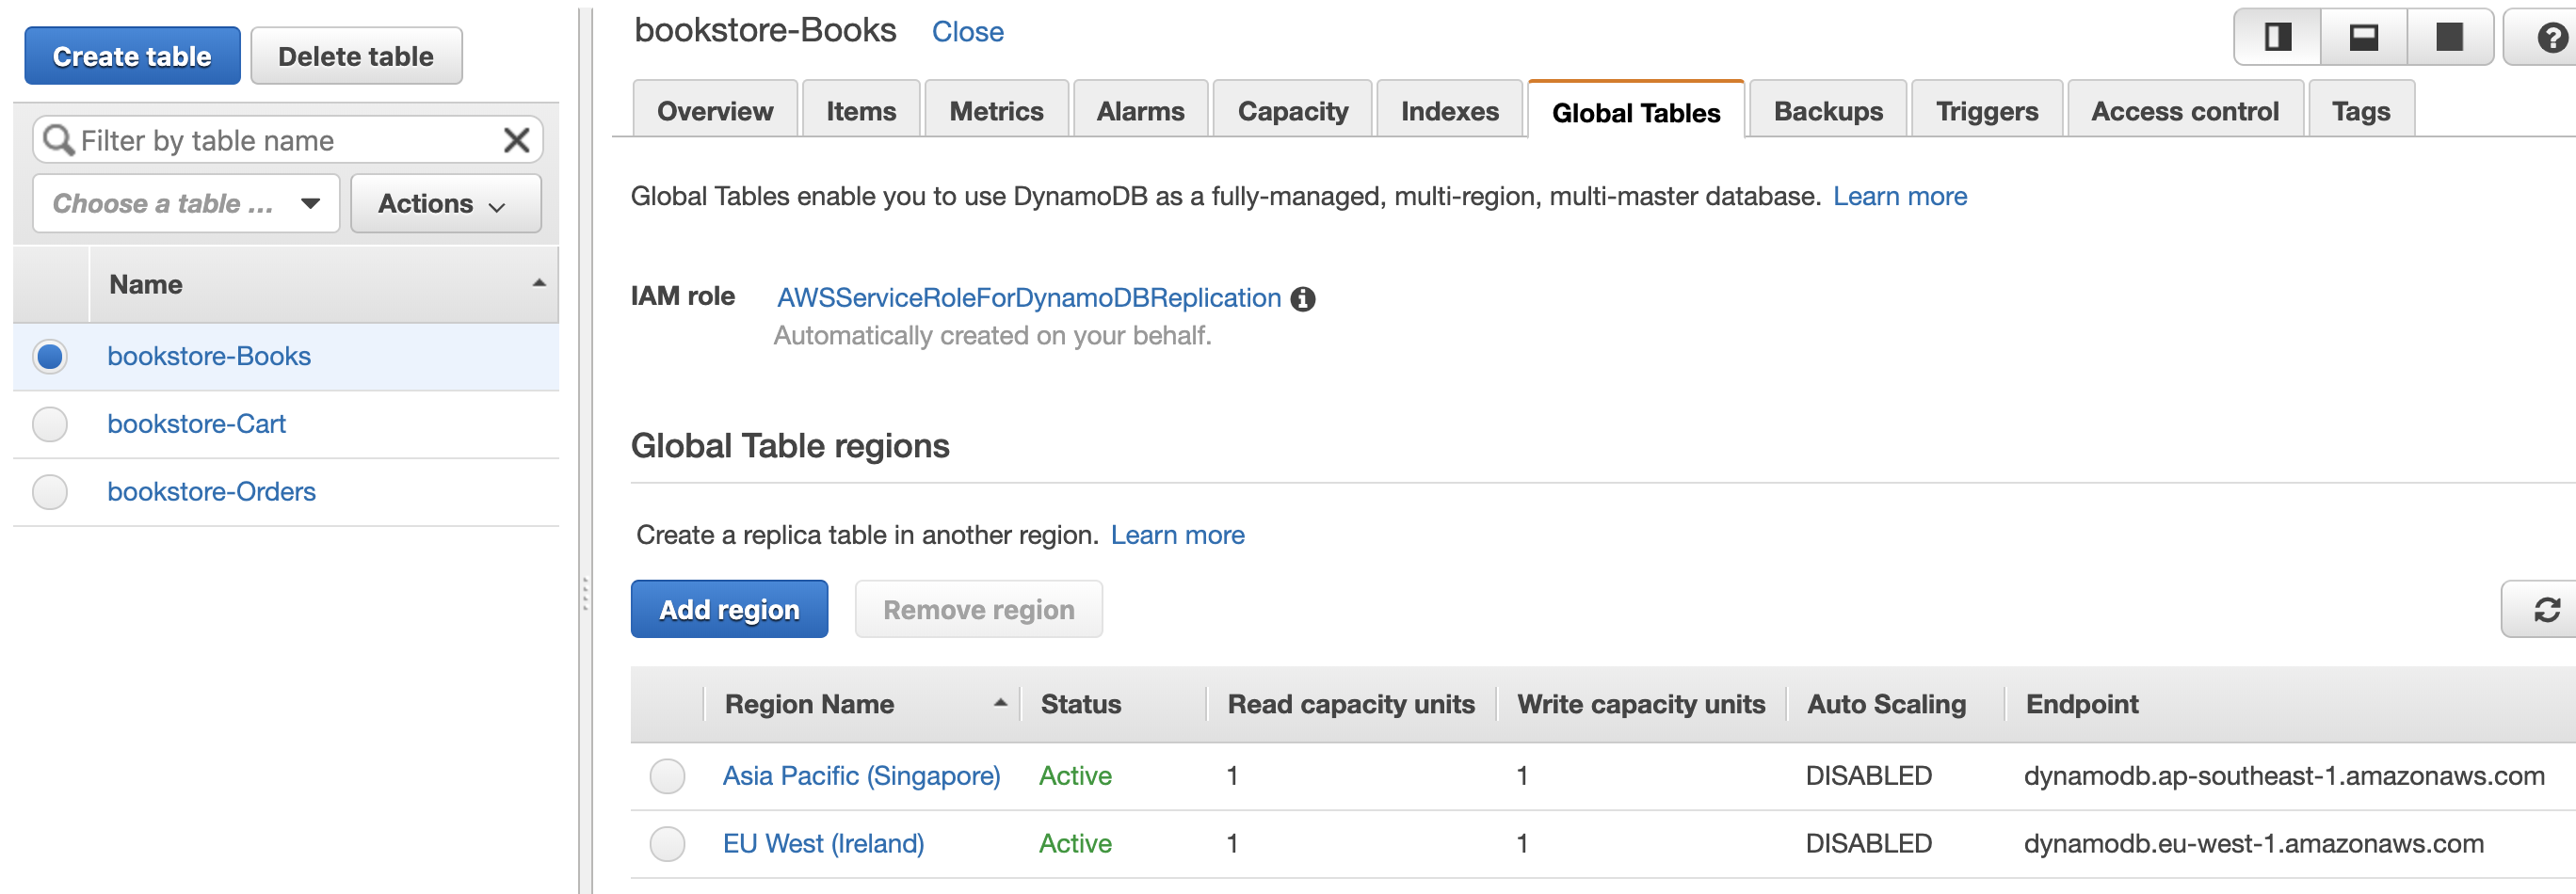 Create table
Delete table
Filter by table name
Choose a table ...
Actions
Name
bookstore-Books
bookstore-Cart
bookstore-Orders
bookstore-Books Close
Overview
Items
Metrics
Alarms
Capacity
Indexes
Global Tables
Backups
Triggers
Access control
Tags
Global Tables enable you to use DynamoDB as a fully-managed, multi-region, multi-master database. Learn more
IAM role AWSServiceRoleForDynamoDBReplication
Automatically created on your behalf.
Global Table regions
Create a replica table in another region. Learn more
Add region
Remove region
Region Name Status Read capacity units Write capacity units Auto Scaling Endpoint
Asia Pacific (Singapore) Active 1 1 DISABLED dynamodb.ap-southeast-1.amazonaws.com
EU West (Ireland) Active 1 1 DISABLED dynamodb.eu-west-1.amazonaws.com